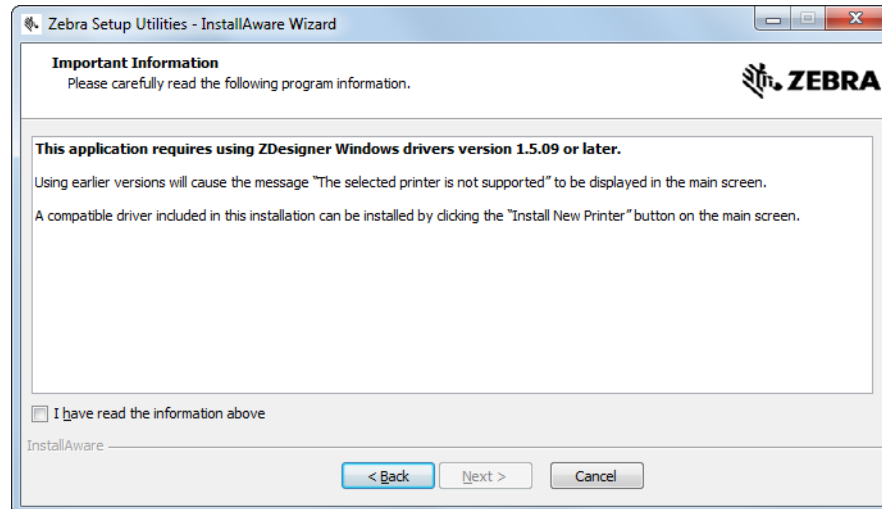 Zebra Setup Utilities - InstallAware Wizard
Important Information
Please carefully read the following program information.
ZEBRA
This application requires using ZDesigner Windows drivers version 1.5.09 or later.
Using earlier versions will cause the message “The selected printer is not supported” to be displayed in the main screen.
A compatible driver included in this installation can be installed by clicking the “Install New Printer” button on the main screen.
I have read the information above
InstallAware
< Back Next > Cancel